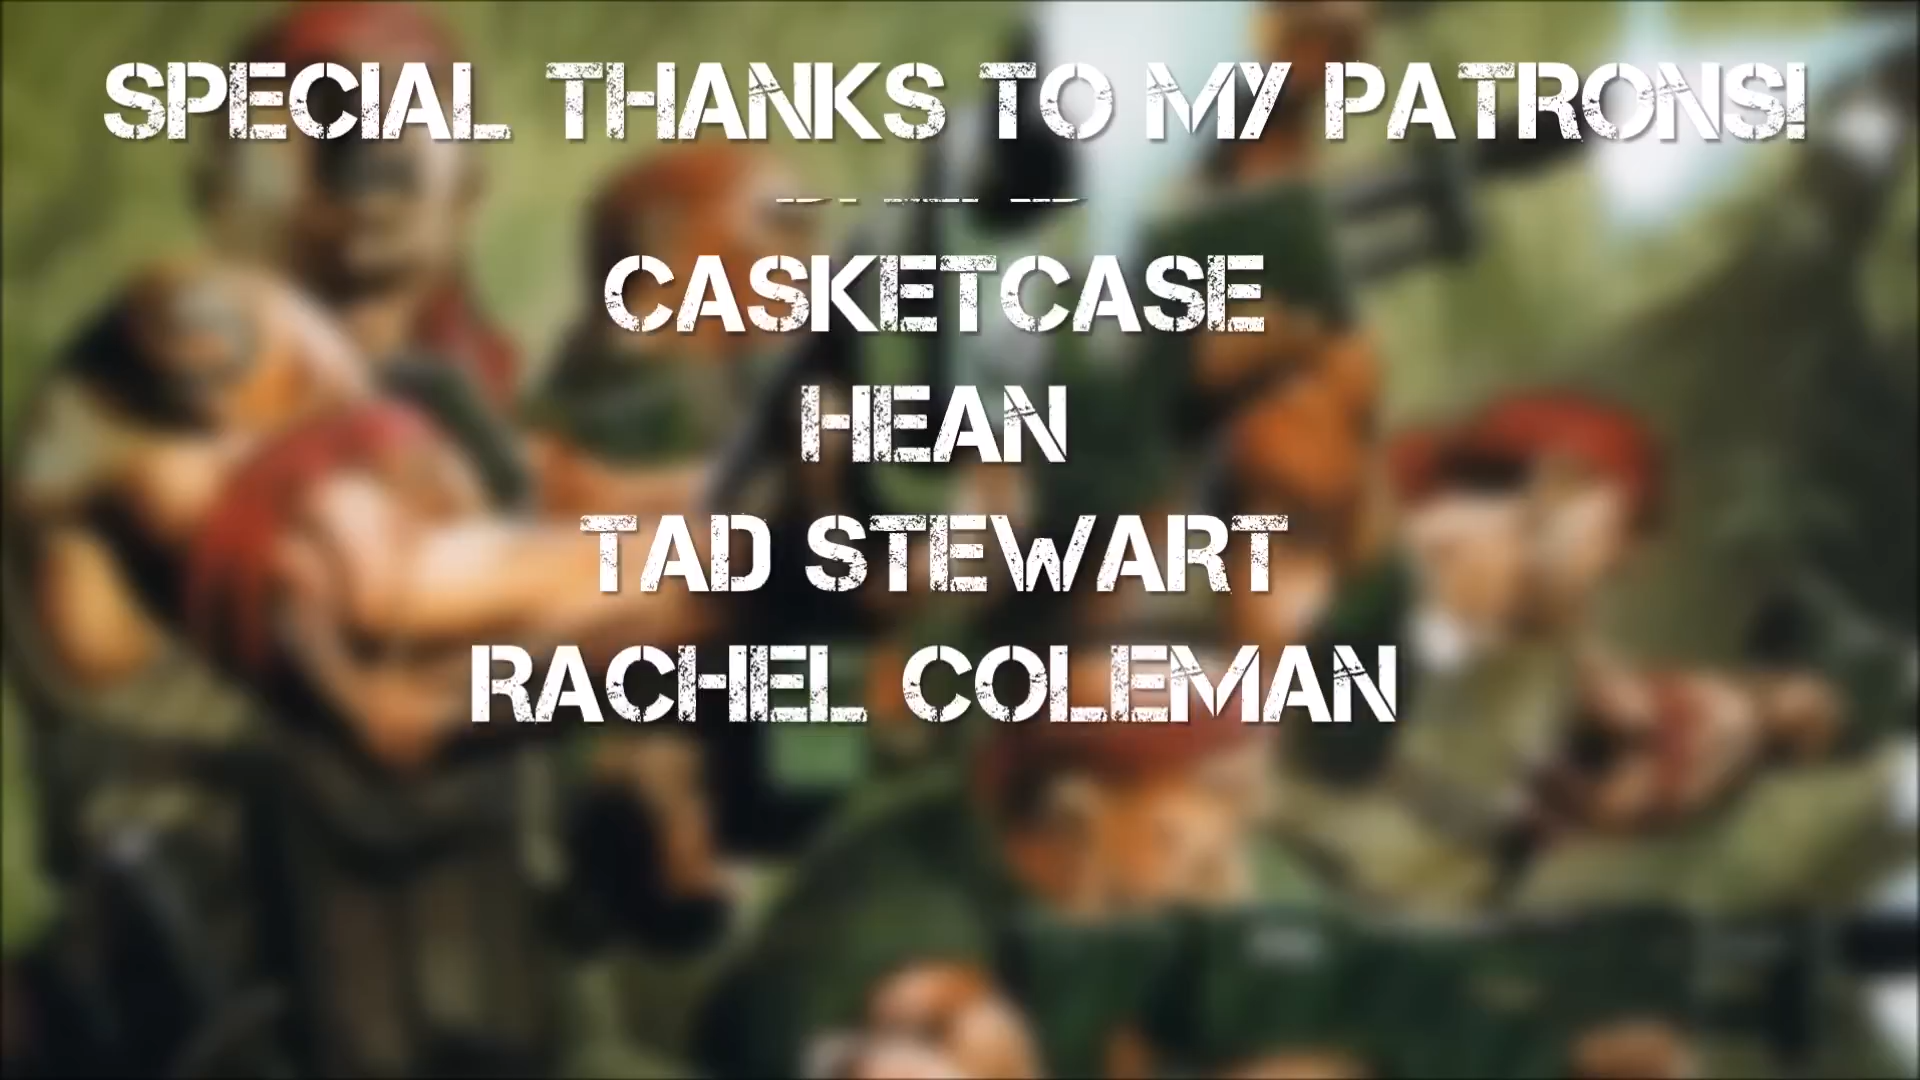 SPECIAL THANKS TO MY PATRONS!
CASKETCASE
HEAN
TAD STEWART
RACHEL COLEMAN